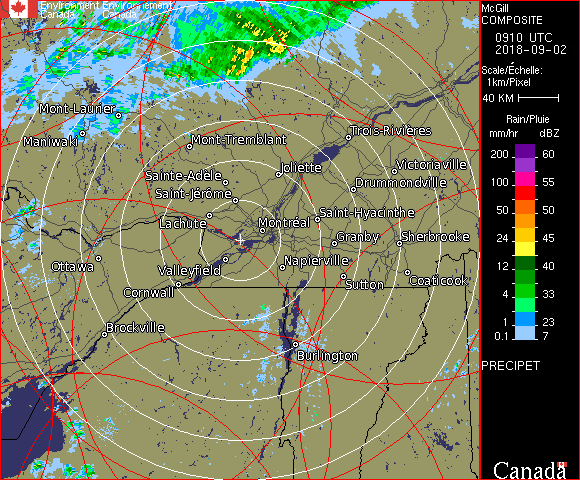 Environment Environnement
Canada Canada
Mont-Laurier
Maniwaki
Mont-Tremblant
Trois-Rivières
Sainte-Adèle
Joliette
Victoriaville
Saint-Jérôme
Drummondville
Lachute
Montréal
Saint-Hyacinthe
Granby
Sherbrooke
Ottawa
Valleyfield
Napierville
Cornwall
Sutton
Coaticook
Brockville
Burlington
McGill
COMPOSITE
0910 UTC
2018-09-02
Scale/Échelle:
1km/Pixel
40 KM
Rain/Pluie
mm/hr dBZ
200 60
100 55
50 50
24 45
12 40
4 33
1 23
0.1 7
PRECIPET
Canada